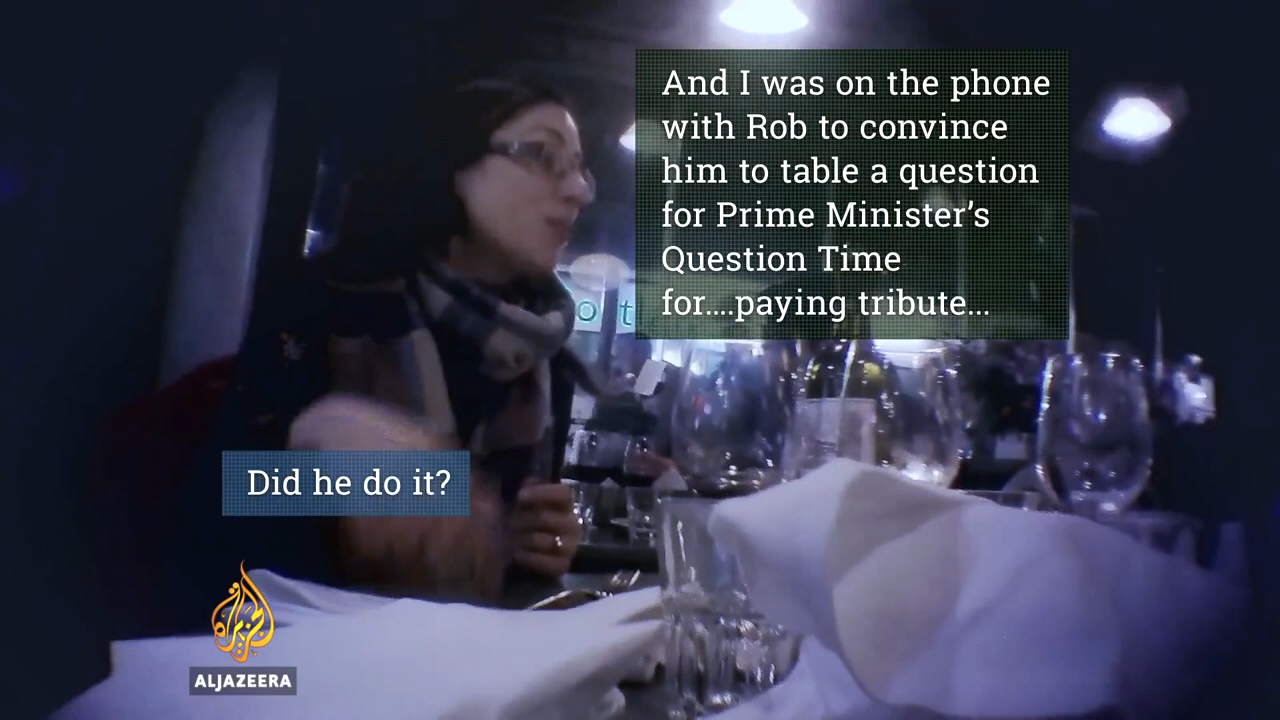 And I was on the phone
with Rob to convince
him to table a question
for Prime Minister's
Question Time
for....paying tribute...
Did he do it?
الجزيرة
ALJAZEERA